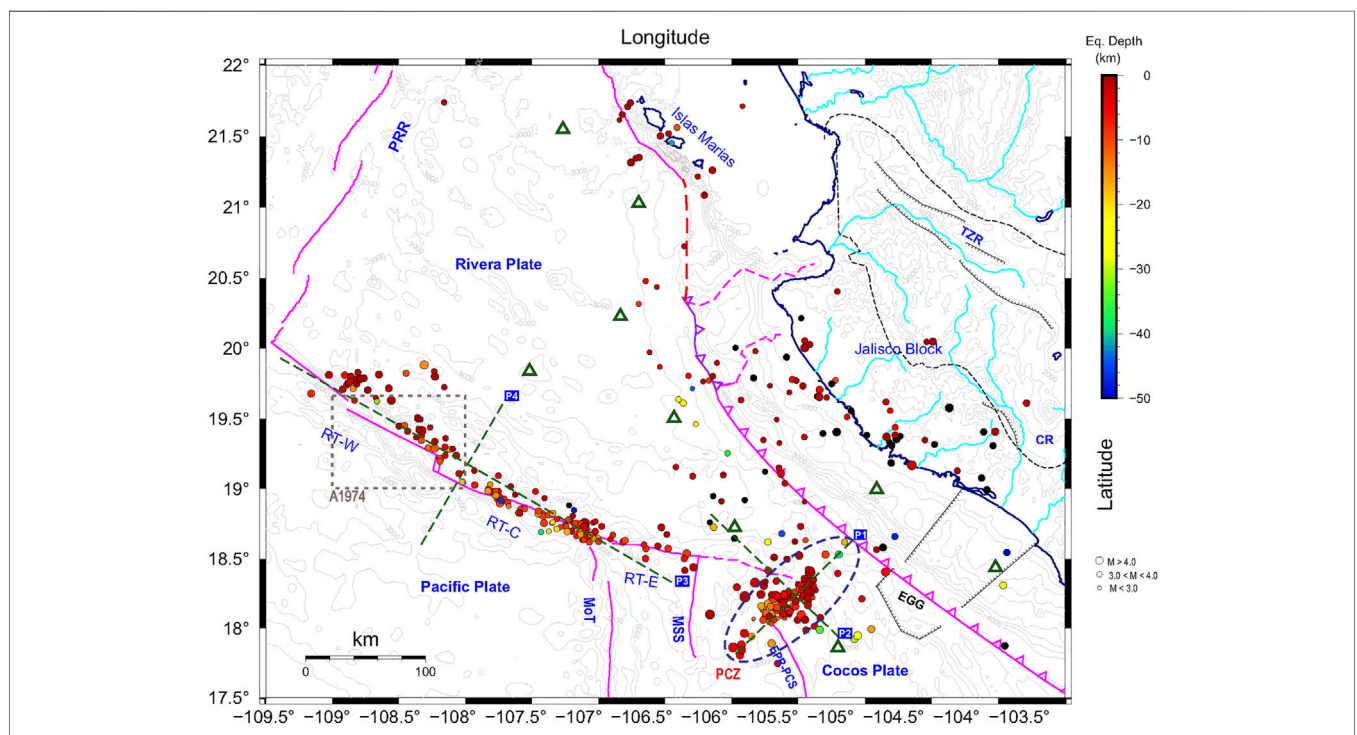 Longitude
Eq. Depth
(km)
22°
21.5°
21°
20.5°
20°
19.5°
19°
18.5°
18°
17.5°
0
−10
−20
−30
−40
−50
PRR
Islas Marias
TZR
Rivera Plate
Jalisco Block
P4
CR
RT-W
A1974
Latitude
RT-C
P1
M > 4.0
3.0 < M < 4.0
M < 3.0
RT-E
P3
Pacific Plate
MoT
MSS
EGG
km
0
100
P2
PCZ
EPR-PCS
Cocos Plate
−109.5°
−109°
−108.5°
−108°
−107.5°
−107°
−106.5°
−106°
−105.5°
−105°
−104.5°
−104°
−103.5°